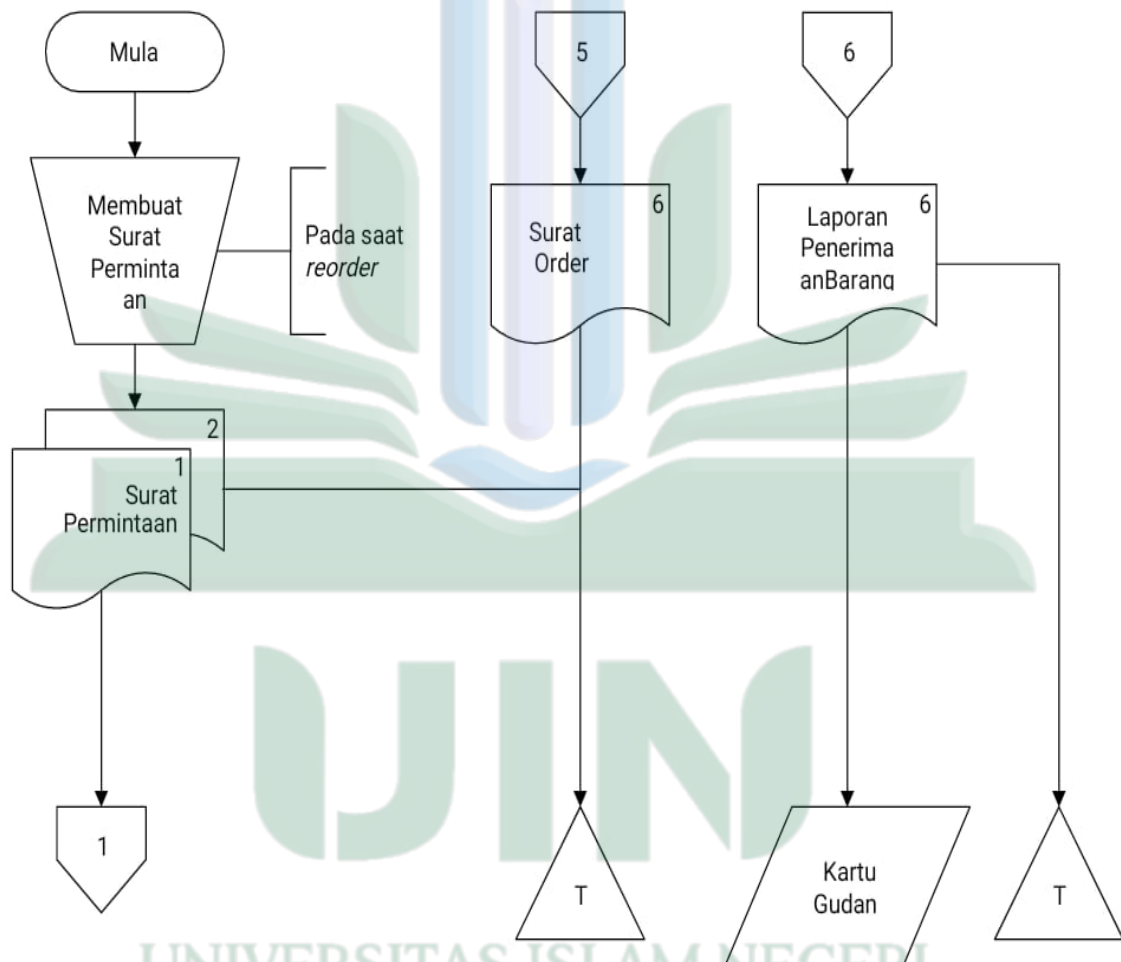 Mula
5
6
Membuat
Surat
Perminta
an
Pada saat
reorder
6
Surat
Order
6
Laporan
Penerima
anBarang
2
1
Surat
Permintaan
UIN
1
T
Kartu
Gudan
T
UNIVERSITAS ISLAM NEGERI